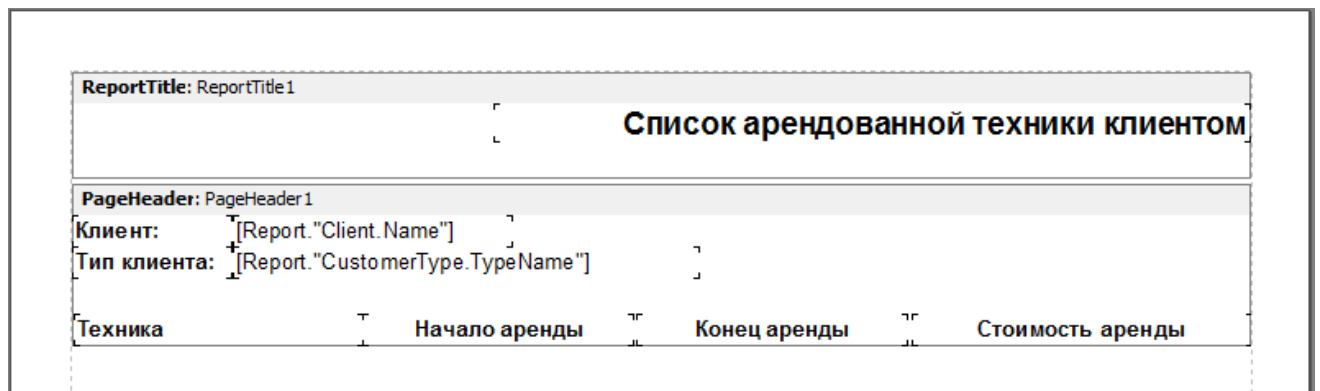 ReportTitle: ReportTitle1
Список арендованной техники клиентом
PageHeader: PageHeader1
Клиент: [Report."Client.Name"]
Тип клиента: [Report."CustomerType.TypeName"]
Техника Начало аренды Конец аренды Стоимость аренды